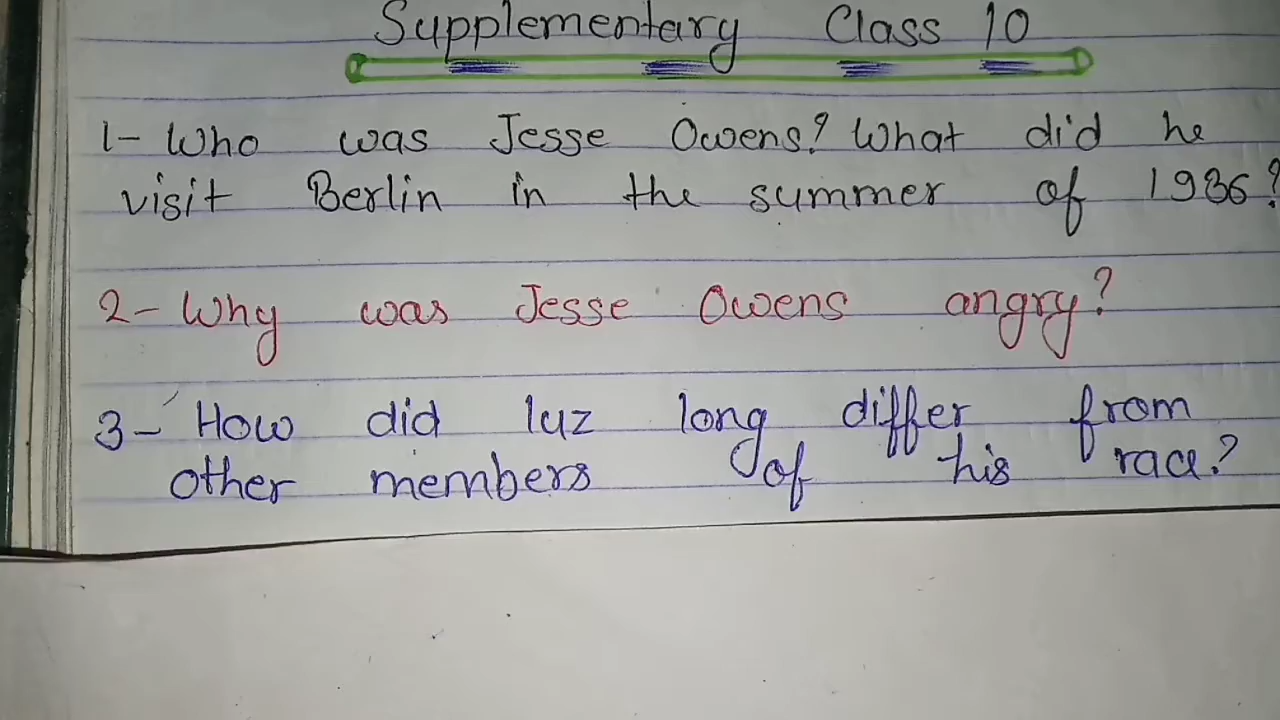 Supplementary Class 10
1- Who was Jesse Owens? What did he
visit Berlin in the summer of 1936?
2- Why was Jesse Owens angry?
3- How did luz long differ from
other members of his race?